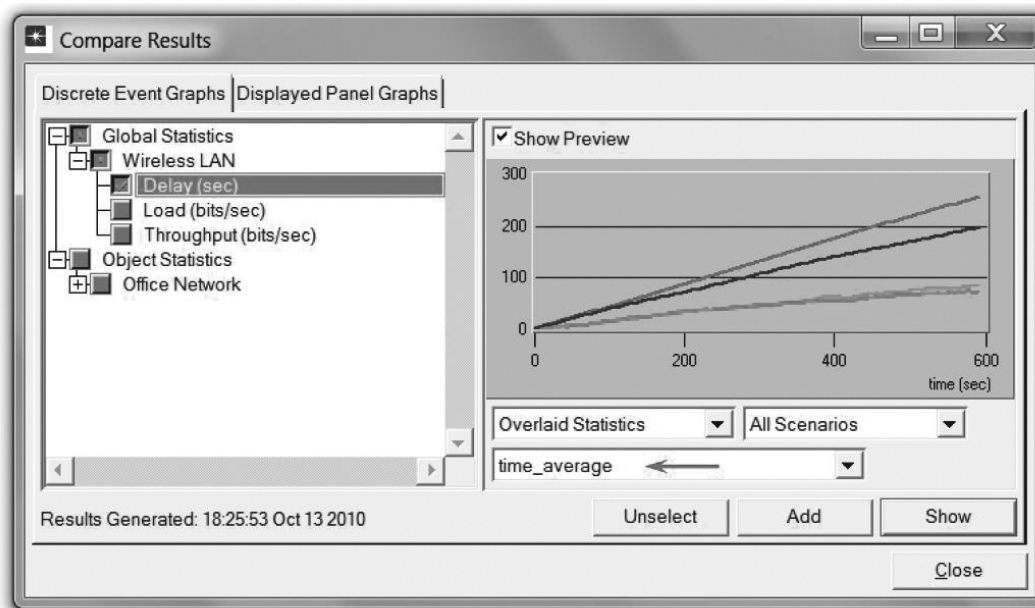 Compare Results
Discrete Event Graphs Displayed Panel Graphs
Global Statistics
Wireless LAN
Delay (sec)
Load (bits/sec)
Throughput (bits/sec)
Object Statistics
Office Network
Show Preview
300
200
100
0
0 200 400 600
time (sec)
Overlaid Statistics All Scenarios
time_average
Results Generated: 18:25:53 Oct 13 2010 Unselect Add Show
Close